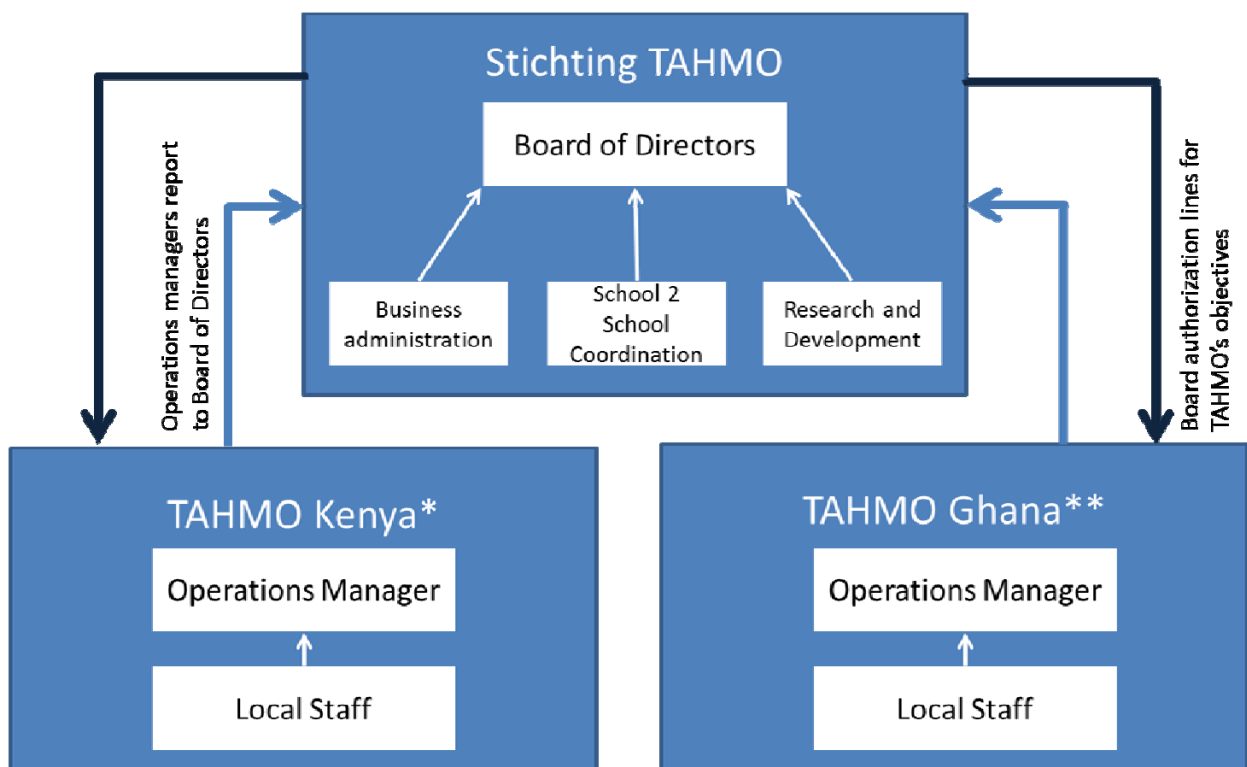 Stichting TAHMO
Board of Directors
Business
administration
School 2
School
Coordination
Research and
Development
Operations managers report
to Board of Directors
Board authorization lines for
TAHMO's objectives
TAHMO Kenya*
Operations Manager
Local Staff
TAHMO Ghana**
Operations Manager
Local Staff